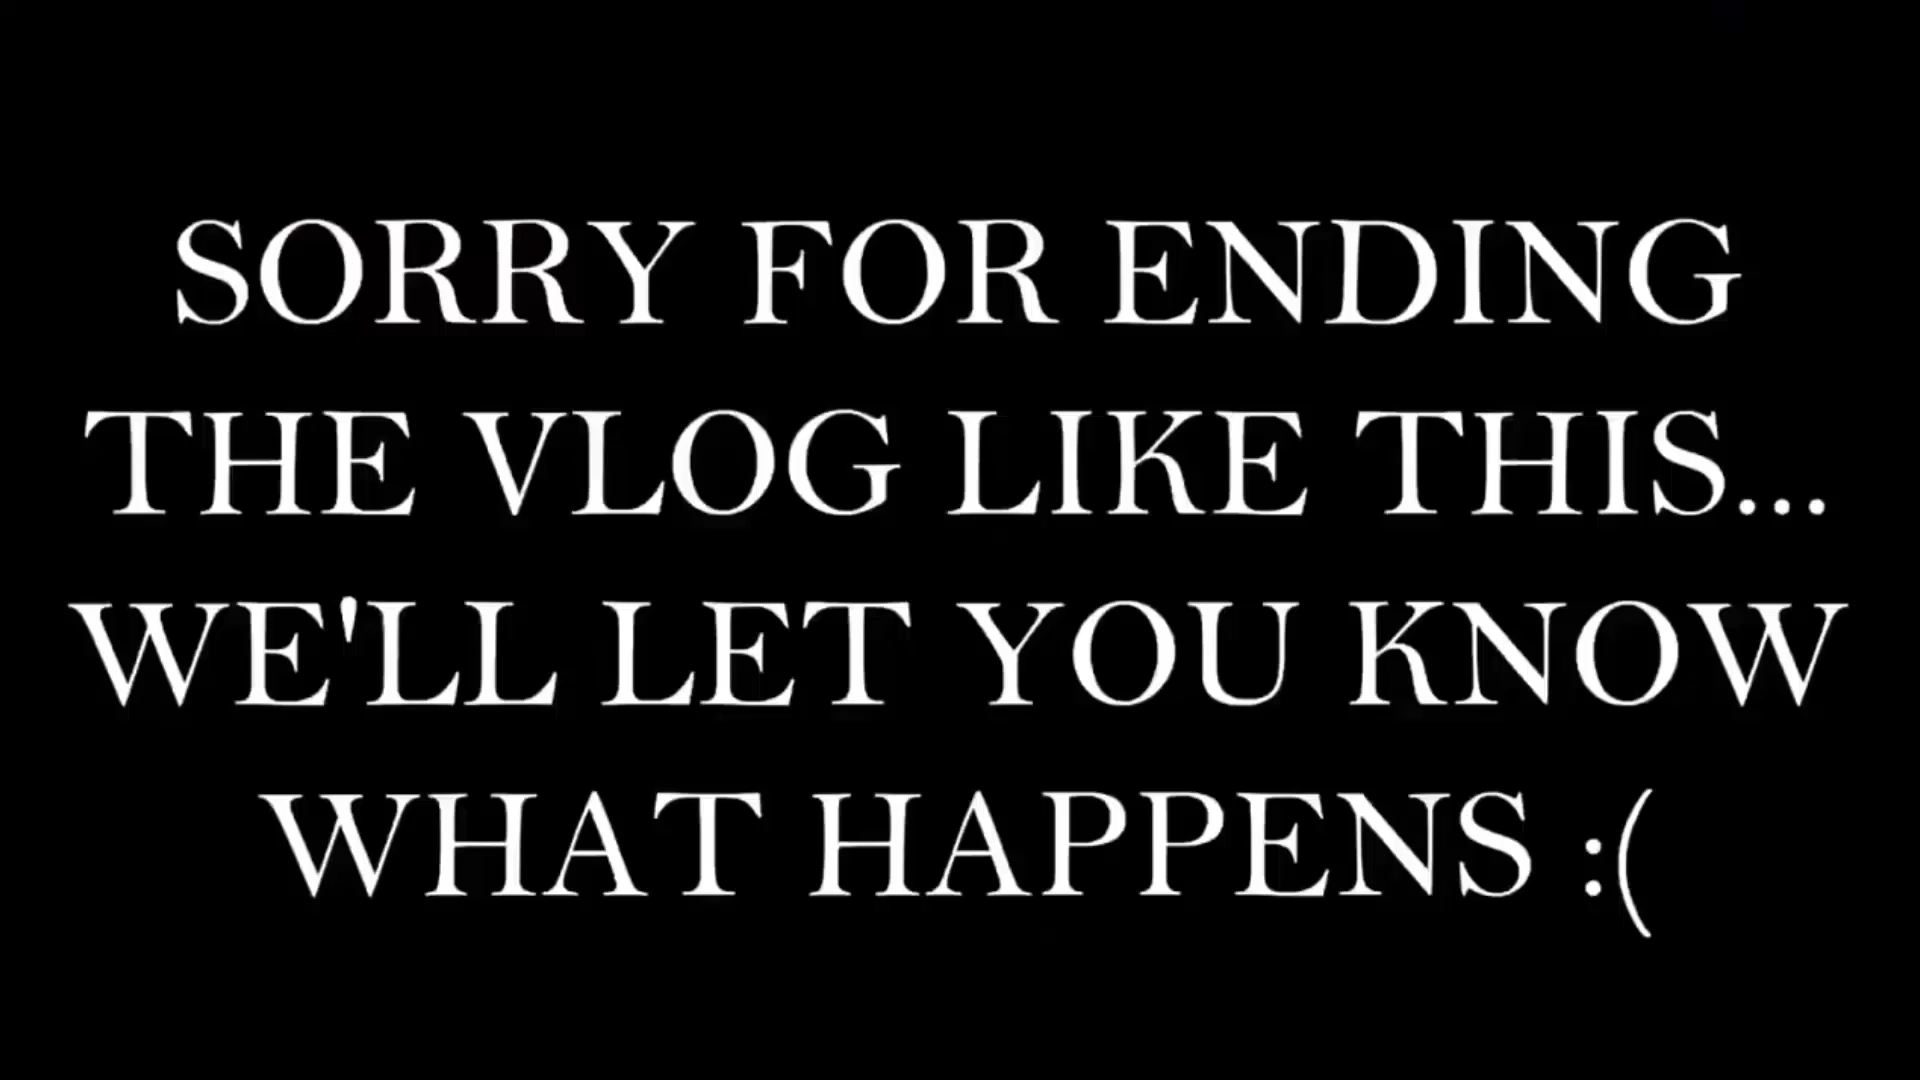 SORRY FOR ENDING
THE VLOG LIKE THIS...
WE'LL LET YOU KNOW
WHAT HAPPENS :(